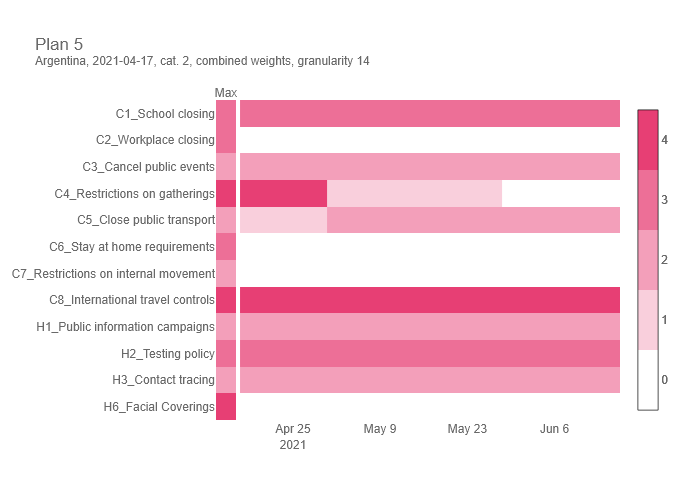 Plan 5
Argentina, 2021-04-17, cat. 2, combined weights, granularity 14
Max
C1_School closing
C2_Workplace closing
C3_Cancel public events
C4_Restrictions on gatherings
C5_Close public transport
C6_Stay at home requirements
C7_Restrictions on internal movement
C8_International travel controls
H1_Public information campaigns
H2_Testing policy
H3_Contact tracing
H6_Facial Coverings
Apr 25
2021
May 9
May 23
Jun 6
4
3
2
1
0